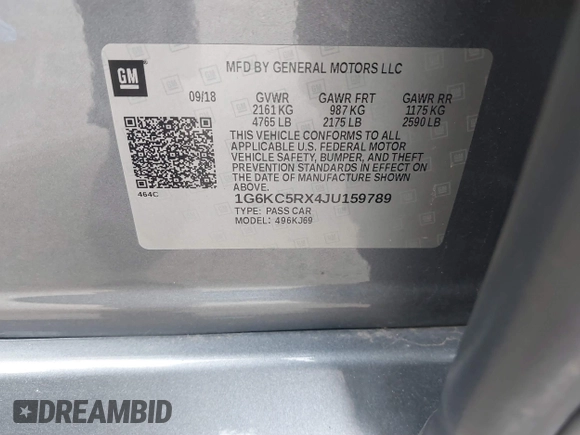 GM
MFD BY GENERAL MOTORS LLC
09/18 GVWR GAWR FRT GAWR RR
2161 KG 987 KG 1175 KG
4765 LB 2175 LB 2590 LB
THIS VEHICLE CONFORMS TO ALL
APPLICABLE U.S. FEDERAL MOTOR
VEHICLE SAFETY, BUMPER, AND THEFT
PREVENTION STANDARDS IN EFFECT ON
THE DATE OF MANUFACTURE SHOWN
ABOVE.
464C
1G6KC5RX4JU159789
TYPE: PASS CAR
MODEL: 496KJ69
DREAMBID